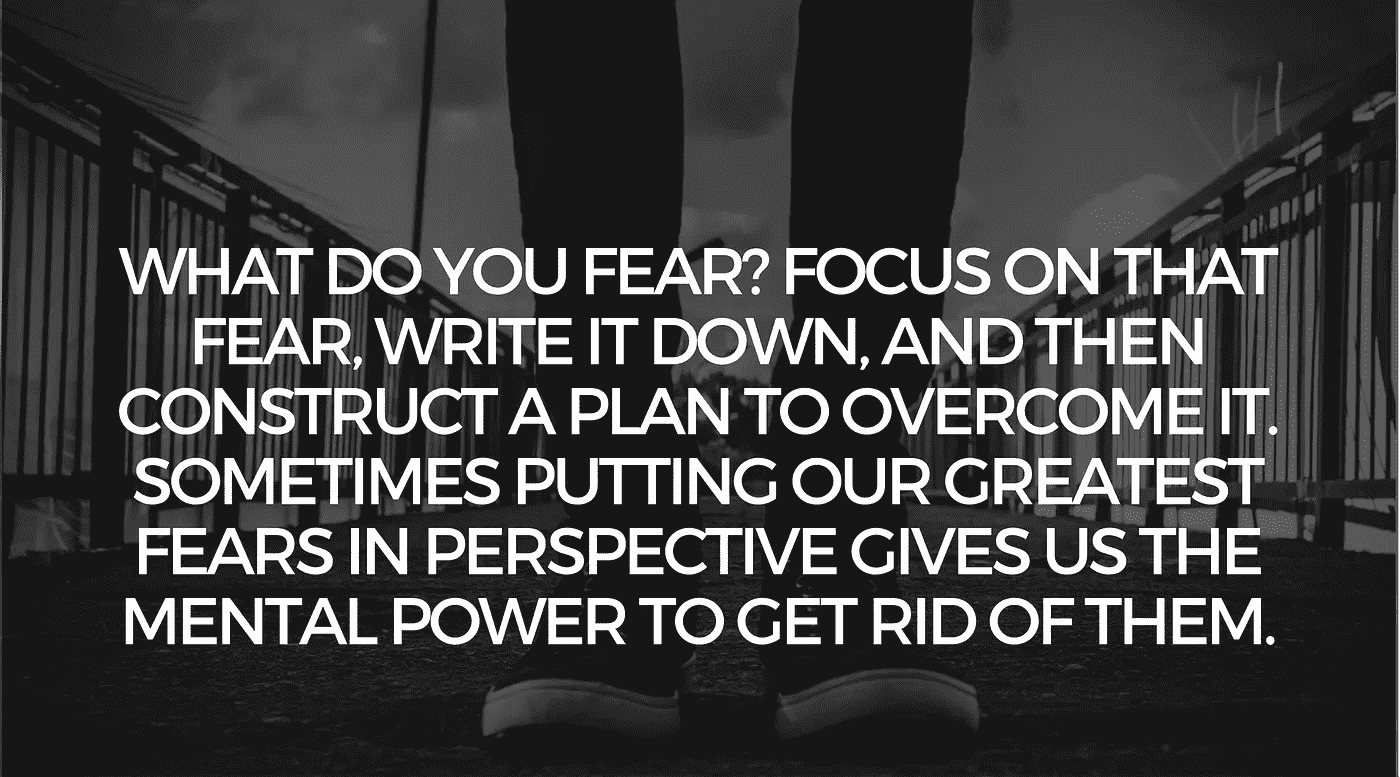 WHAT DO YOU FEAR? FOCUS ON THAT
FEAR, WRITE IT DOWN, AND THEN
CONSTRUCT A PLAN TO OVERCOME IT.
SOMETIMES PUTTING OUR GREATEST
FEARS IN PERSPECTIVE GIVES US THE
MENTAL POWER TO GET RID OF THEM.